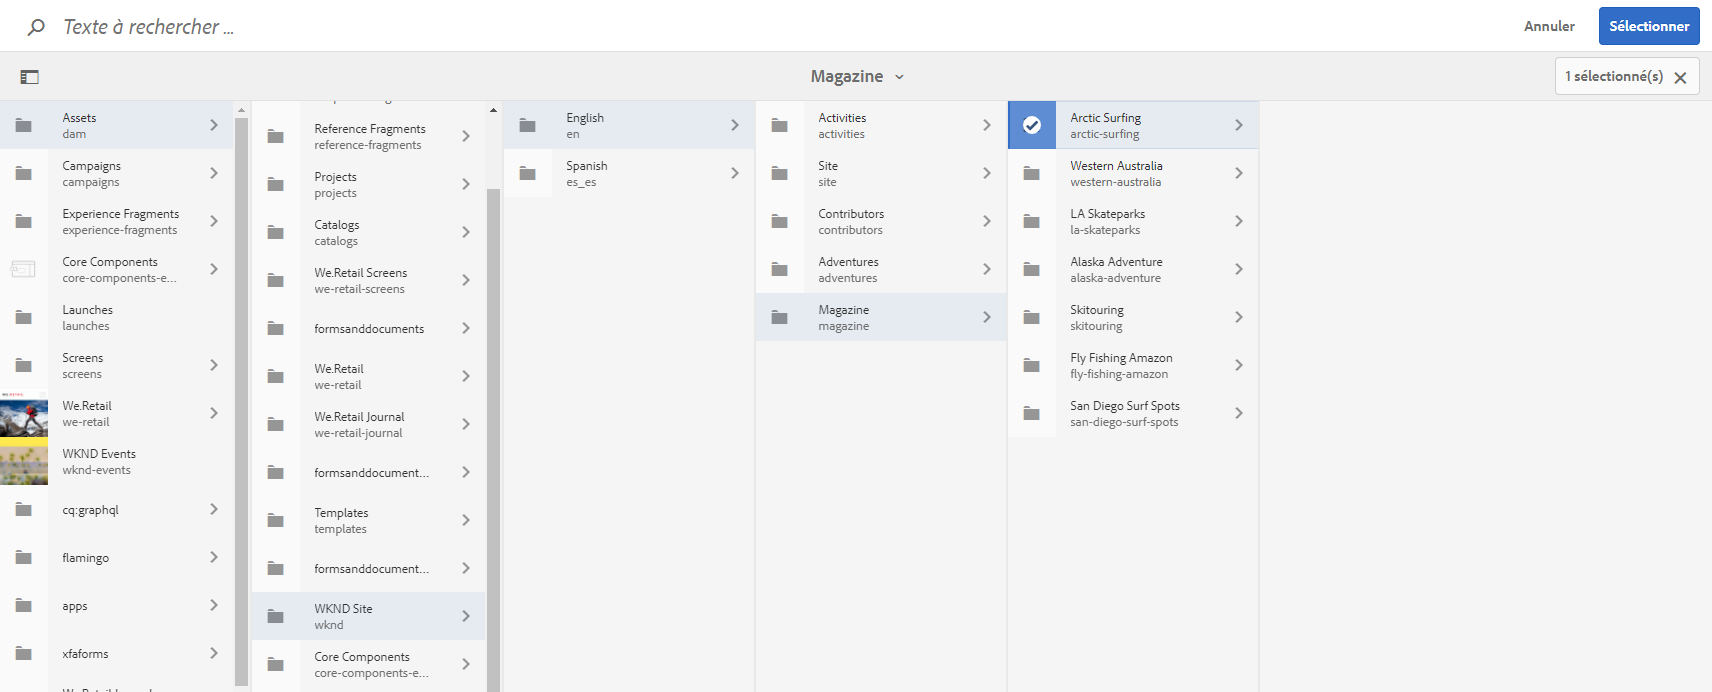 Texte à rechercher ...
Annuler
Sélectionner
Magazine
1 sélectionné(s)
Assets
dam
Campaigns
campaigns
Experience Fragments
experience-fragments
Core Components
core-components-e...
Launches
launches
Screens
screens
We.Retail
we-retail
WKND Events
wknd-events
cq:graphql
flamingo
apps
xfaforms
Reference Fragments
reference-fragments
Projects
projects
Catalogs
catalogs
We.Retail Screens
we-retail-screens
formsanddocuments
We.Retail
we-retail
We.Retail Journal
we-retail-journal
formsanddocument...
Templates
templates
formsanddocument...
WKND Site
wknd
Core Components
core-components-e...
English
en
Spanish
es_es
Activities
activities
Site
site
Contributors
contributors
Adventures
adventures
Magazine
magazine
Arctic Surfing
arctic-surfing
Western Australia
western-australia
LA Skateparks
la-skateparks
Alaska Adventure
alaska-adventure
Skitouring
skitouring
Fly Fishing Amazon
fly-fishing-amazon
San Diego Surf Spots
san-diego-surf-spots